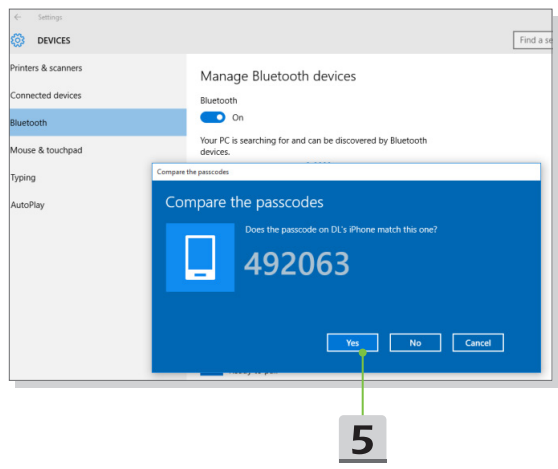 ← Settings
DEVICES
Find a se
Printers & scanners
Connected devices
Bluetooth
Mouse & touchpad
Typing
AutoPlay
Manage Bluetooth devices
Bluetooth
On
Your PC is searching for and can be discovered by Bluetooth
devices.
Compare the passcodes
Compare the passcodes
Does the passcode on DL's iPhone match this one?
492063
Yes No Cancel
5